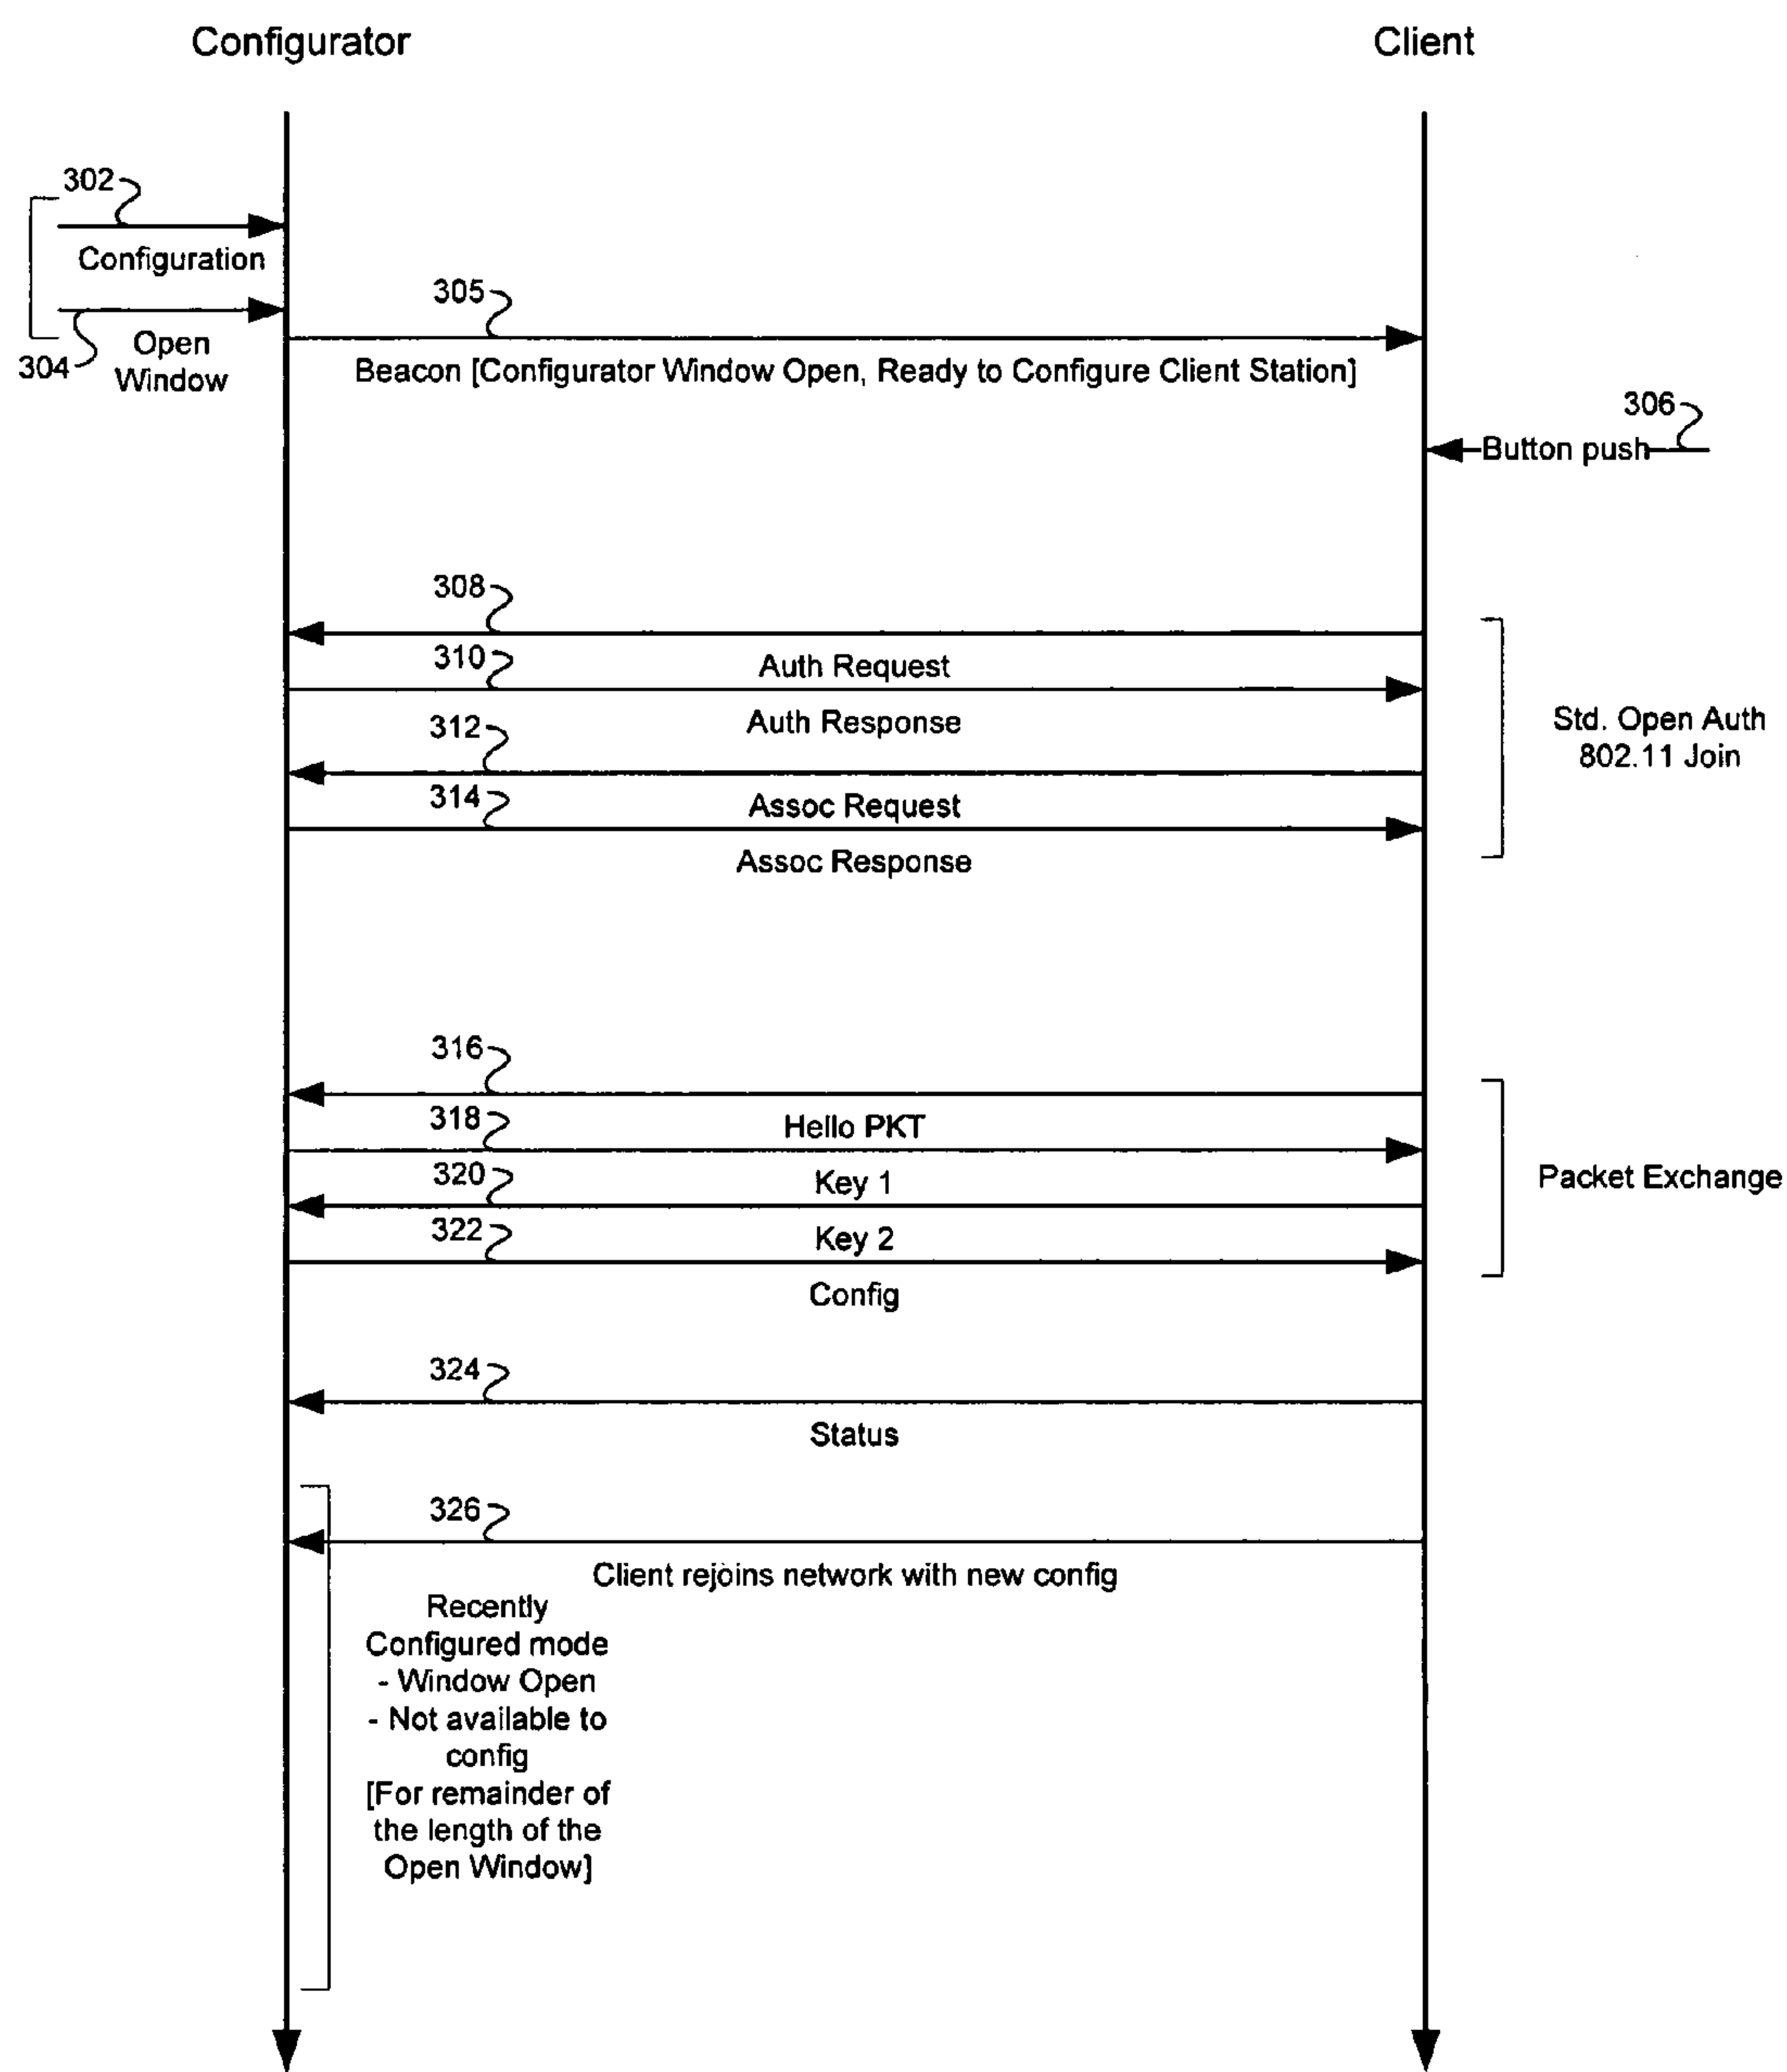 Configurator
Client
302
Configuration
304
Open
Window
305
Beacon [Configurator Window Open, Ready to Configure Client Station]
306
Button push
308
Auth Request
310
Auth Response
312
Assoc Request
314
Assoc Response
Std. Open Auth
802.11 Join
316
Hello PKT
318
Key 1
320
Key 2
322
Config
Packet Exchange
324
Status
326
Client rejoins network with new config
Recently
Configured mode
- Window Open
- Not available to
config
[For remainder of
the length of the
Open Window]